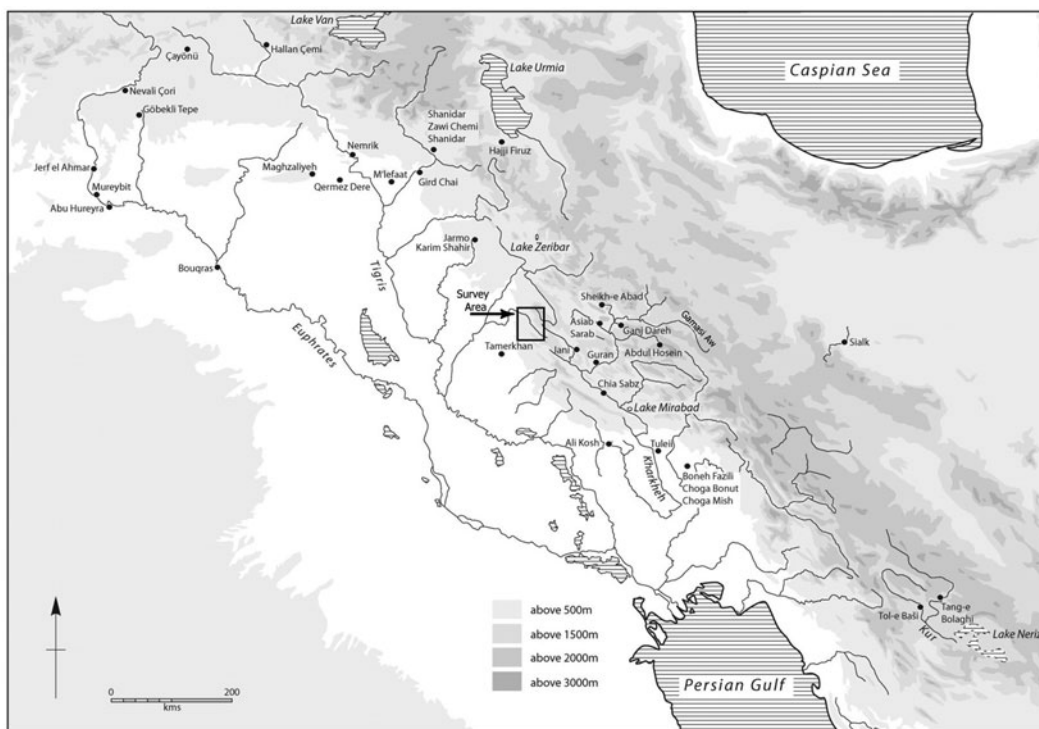 Lake Van
Hallan Çemi
Çayönü
Lake Urmia
Caspian Sea
Nevali Çori
Göbekli Tepe
Shanidar
Zawi Chemi
Shanidar
Nemrik
Hajji Firuz
Jerf el Ahmar
Maghzaliyeh
Qermez Dere
M'lefaat
Gird Chai
Mureybit
Abu Hureyra
Jarmo
Karim Shahir
Lake Zeribar
Bouqras
Tigris
Survey
Area
Sheikh-e Abad
Gamasi Aw
Euphrates
Asiab
Sarab
Ganj Dareh
Sialk
Tamerkhan
Jani
Guran
Abdul Hosein
Chia Sabz
Lake Mirabad
Ali Kosh
Tuleil
Kharkheh
Boneh Fazili
Choga Bonut
Choga Mish
above 500m
above 1500m
above 2000m
above 3000m
Tol-e Baši
Tang-e
Bolaghi
Kur
Lake Neriz
Persian Gulf
0 200
kms